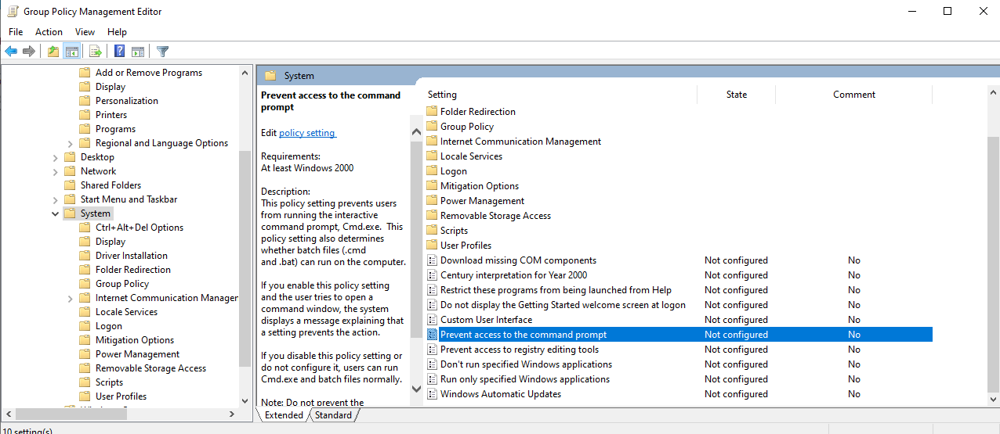 Group Policy Management Editor
File Action View Help
Add or Remove Programs
Display
Personalization
Printers
Programs
Regional and Language Options
Desktop
Network
Shared Folders
Start Menu and Taskbar
System
Ctrl+Alt+Del Options
Display
Driver Installation
Folder Redirection
Group Policy
Internet Communication Manager
Locale Services
Logon
Mitigation Options
Power Management
Removable Storage Access
Scripts
User Profiles
System
Prevent access to the command
prompt
Edit policy setting
Requirements:
At least Windows 2000
Description:
This policy setting prevents users
from running the interactive
command prompt, Cmd.exe. This
policy setting also determines
whether batch files (.cmd
and .bat) can run on the computer.
If you enable this policy setting
and the user tries to open a
command window, the system
displays a message explaining that
a setting prevents the action.
If you disable this policy setting
or do not configure it, users can run
Cmd.exe and batch files normally.
Note: Do not prevent the
Setting State Comment
Folder Redirection
Group Policy
Internet Communication Management
Locale Services
Logon
Mitigation Options
Power Management
Removable Storage Access
Scripts
User Profiles
Download missing COM components Not configured No
Century interpretation for Year 2000 Not configured No
Restrict these programs from being launched from Help Not configured No
Do not display the Getting Started welcome screen at logon Not configured No
Custom User Interface Not configured No
Prevent access to the command prompt Not configured No
Prevent access to registry editing tools Not configured No
Don't run specified Windows applications Not configured No
Run only specified Windows applications Not configured No
Windows Automatic Updates Not configured No
Extended Standard
10 setting(s)